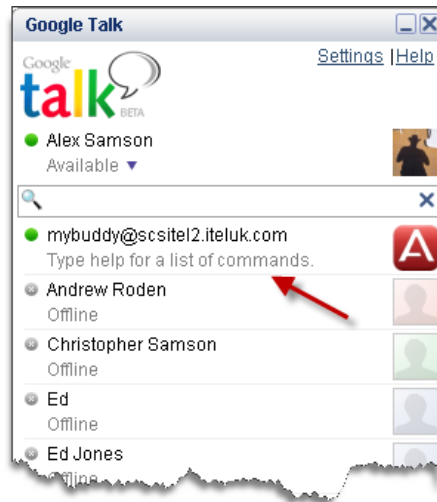 Google Talk
Settings | Help
Google
talk
BETA
Alex Samson
Available
mybuddy@scsitel2.iteluk.com
Type help for a list of commands.
Andrew Roden
Offline
Christopher Samson
Offline
Ed
Offline
Ed Jones
Offline